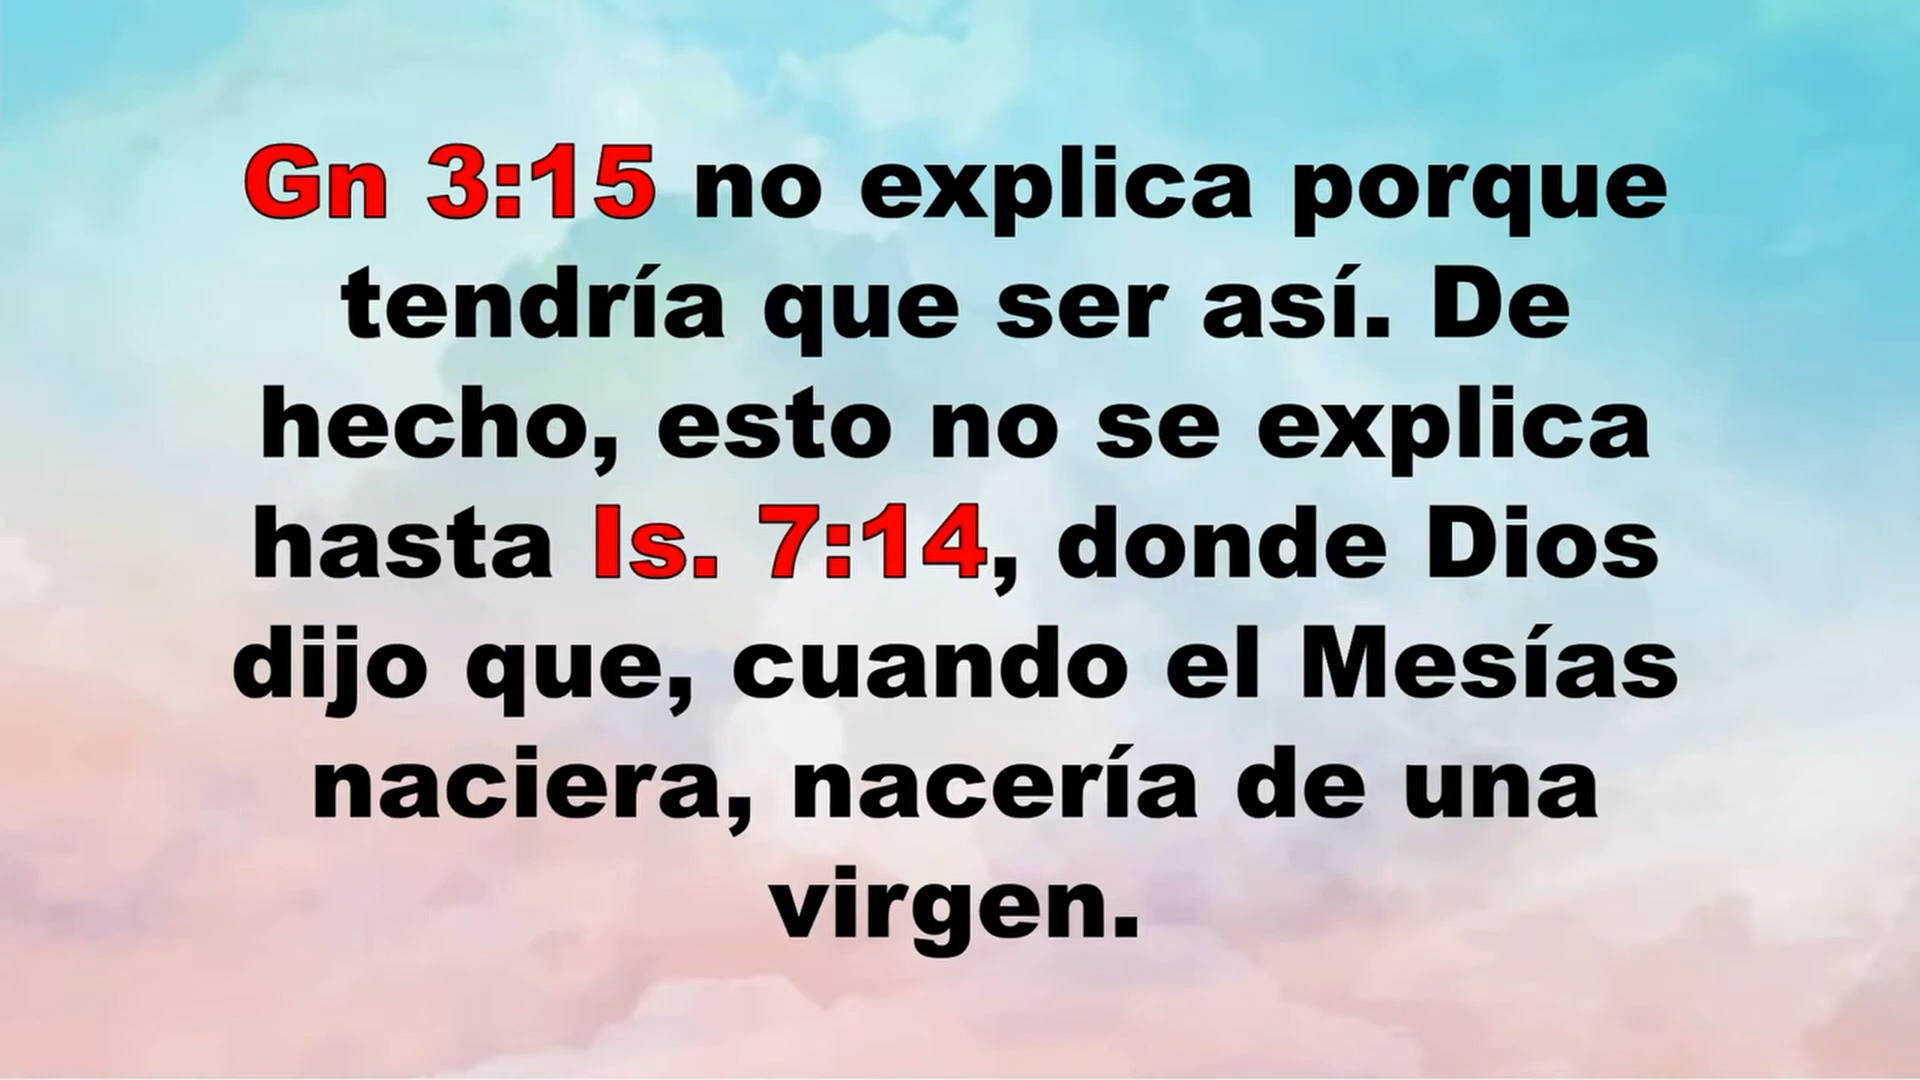 Gn 3:15 no explica porque
tendría que ser así. De
hecho, esto no se explica
hasta Is. 7:14, donde Dios
dijo que, cuando el Mesías
naciera, nacería de una
virgen.